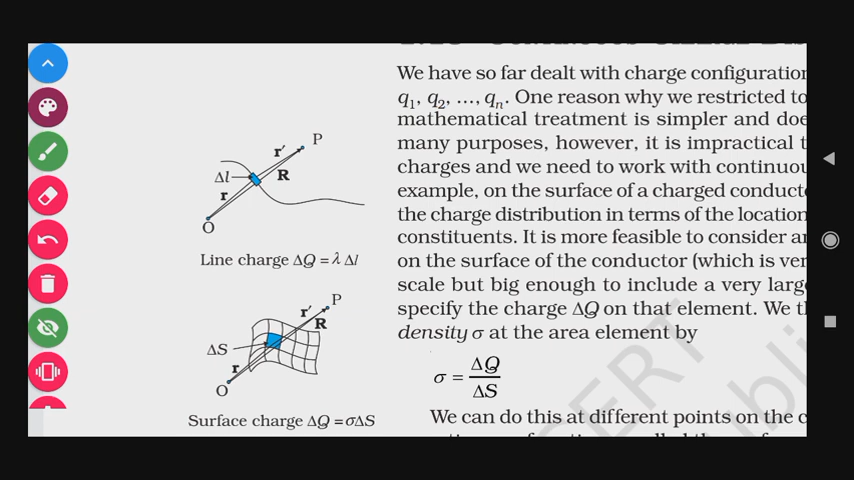 P
r′
Δl
R
r
O
Line charge ΔQ = λ Δl
P
r′
R
ΔS
r
O
Surface charge ΔQ = σΔS
We have so far dealt with charge configuration
q₁, q₂, ..., qₙ. One reason why we restricted to
mathematical treatment is simpler and doe
many purposes, however, it is impractical t
charges and we need to work with continuou
example, on the surface of a charged conducto
the charge distribution in terms of the location
constituents. It is more feasible to consider an
on the surface of the conductor (which is ver
scale but big enough to include a very larg
specify the charge ΔQ on that element. We th
density σ at the area element by
σ = ΔQ/ΔS
We can do this at different points on the c